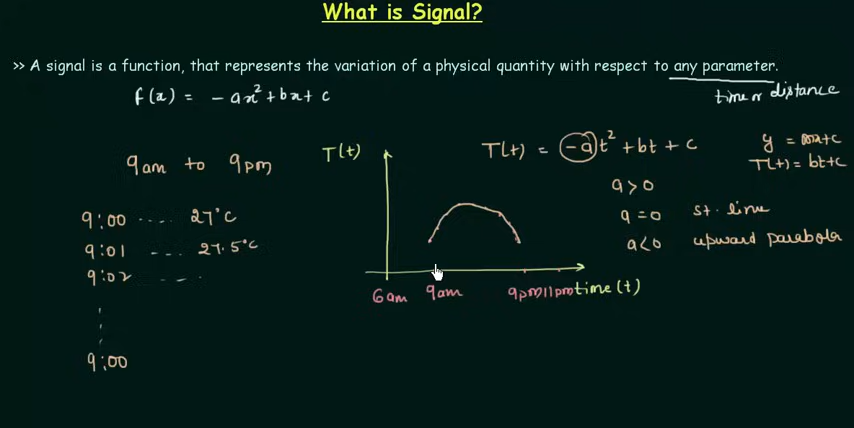 What is Signal?
>> A signal is a function, that represents the variation of a physical quantity with respect to any parameter.
f(x) = -ax²+bx+c
time or distance
9am to 9pm
T(t)
T(t) = -at²+bt+c
y = mx+c
T(t) = bt+c
a>0
a=0 st. line
a<0 upward parabola
9:00 .... 27°C
9:01 ... 27.5°C
9:02 ... .
9:00
6am 9am 9pm 11pm time (t)